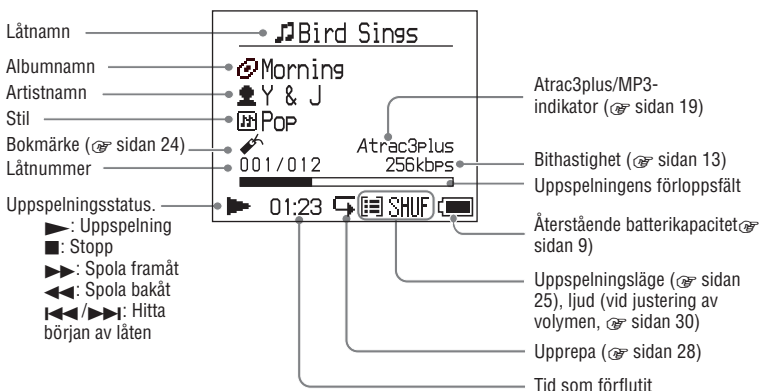 Låtnamn
Albumnamn
Artistnamn
Stil
Bokmärke (☞ sidan 24)
Låtnummer
Uppspelningsstatus.
►: Uppspelning
■: Stopp
►►: Spola framåt
◄◄: Spola bakåt
|◄◄/►►|: Hitta
början av låten
Bird Sings
Morning
Y & J
Pop
Atrac3plus
001/012 256kbps
01:23 SHUF
Atrac3plus/MP3-
indikator (☞ sidan 19)
Bithastighet (☞ sidan 13)
Uppspelningens förloppsfält
Återstående batterikapacitet☞
sidan 9)
Uppspelningsläge (☞ sidan
25), ljud (vid justering av
volymen, ☞ sidan 30)
Upprepa (☞ sidan 28)
Tid som förflutit